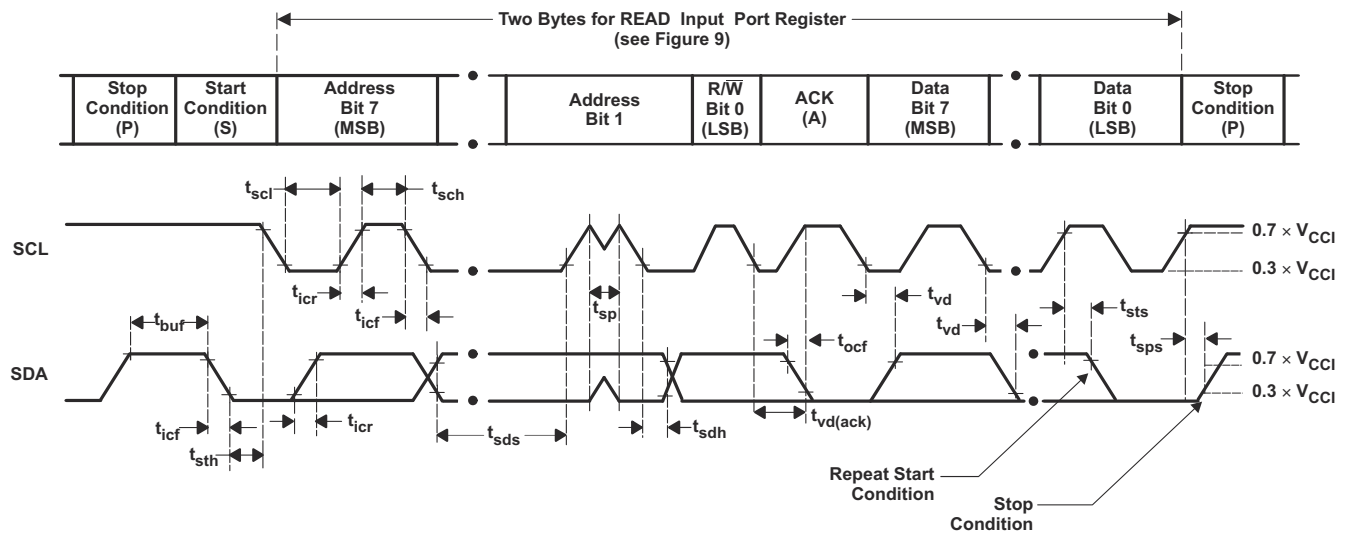 Two Bytes for READ Input Port Register
(see Figure 9)
Stop
Condition
(P)
Start
Condition
(S)
Address
Bit 7
(MSB)
Address
Bit 1
R/W̅
Bit 0
(LSB)
ACK
(A)
Data
Bit 7
(MSB)
Data
Bit 0
(LSB)
Stop
Condition
(P)
tscl
tsch
SCL
0.7 × VCCI
0.3 × VCCI
ticr
ticf
tsp
tvd
tvd
tsts
tbuf
tocf
tsps
SDA
0.7 × VCCI
0.3 × VCCI
ticf
ticr
tsth
tsds
tsdh
tvd(ack)
Repeat Start
Condition
Stop
Condition